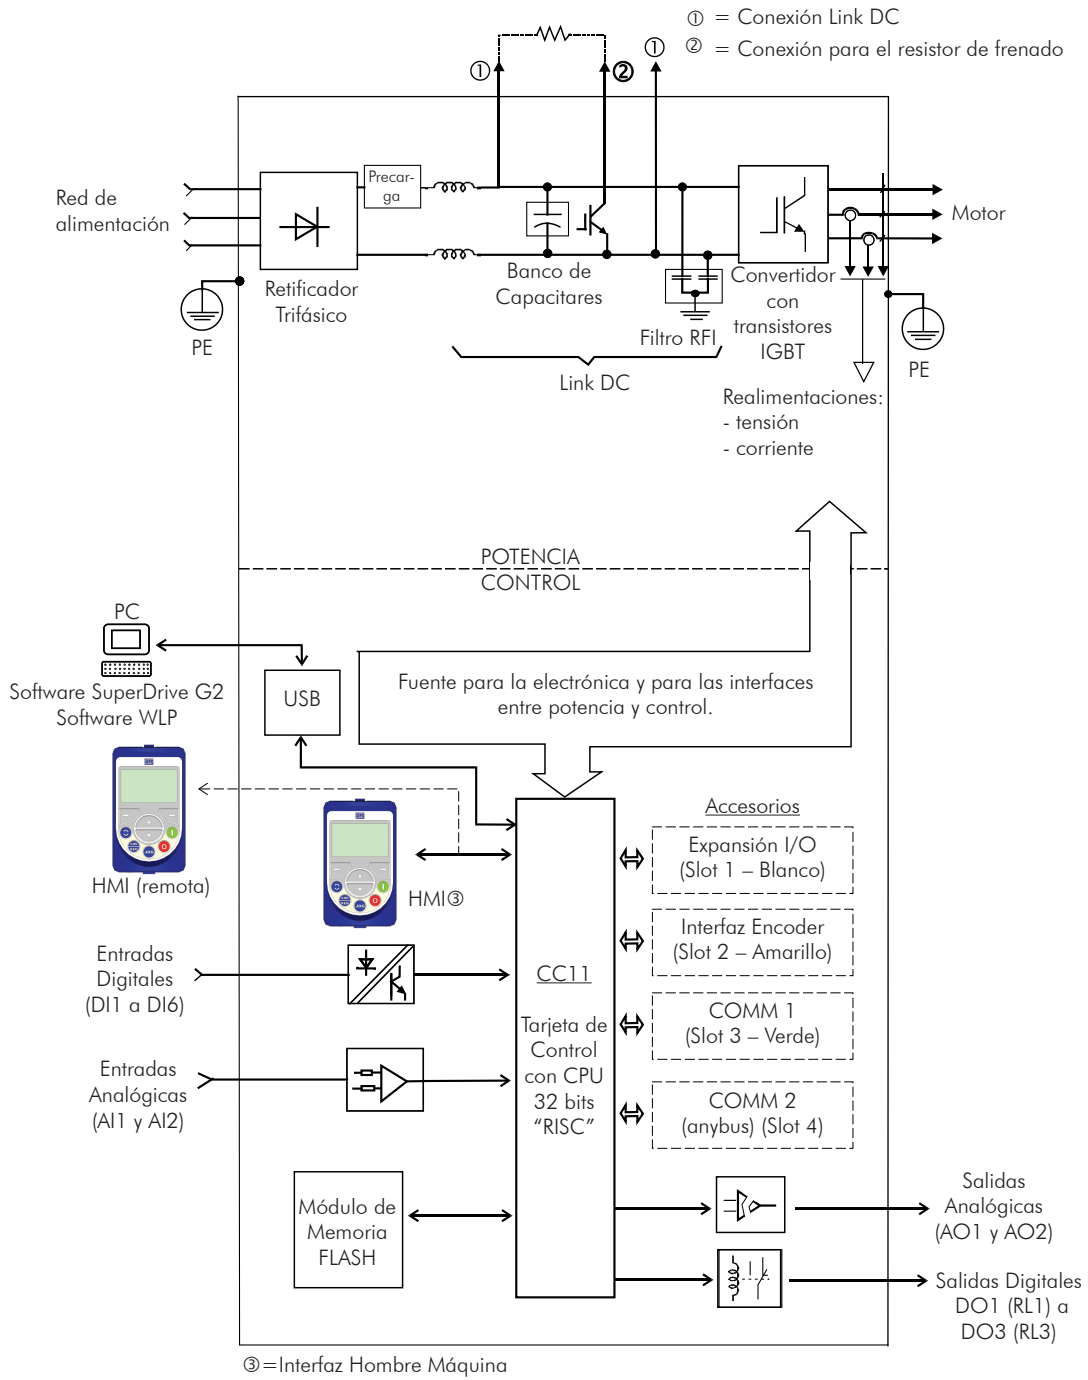 ① = Conexión Link DC
② = Conexión para el resistor de frenado
①
②
①
Red de
alimentación
Precar-
ga
Motor
Retificador
Trifásico
Banco de
Capacitares
Convertidor
con
transistores
IGBT
Filtro RFI
PE
PE
Link DC
Realimentaciones:
- tensión
- corriente
POTENCIA
CONTROL
PC
Software SuperDrive G2
Software WLP
USB
Fuente para la electrónica y para las interfaces
entre potencia y control.
HMI (remota)
HMI③
Accesorios
Expansión I/O
(Slot 1 – Blanco)
Interfaz Encoder
(Slot 2 – Amarillo)
COMM 1
(Slot 3 – Verde)
COMM 2
(anybus) (Slot 4)
CC11
Tarjeta de
Control
con CPU
32 bits
“RISC”
Entradas
Digitales
(DI1 a DI6)
Entradas
Analógicas
(AI1 y AI2)
Módulo de
Memoria
FLASH
Salidas
Analógicas
(AO1 y AO2)
Salidas Digitales
DO1 (RL1) a
DO3 (RL3)
③=Interfaz Hombre Máquina